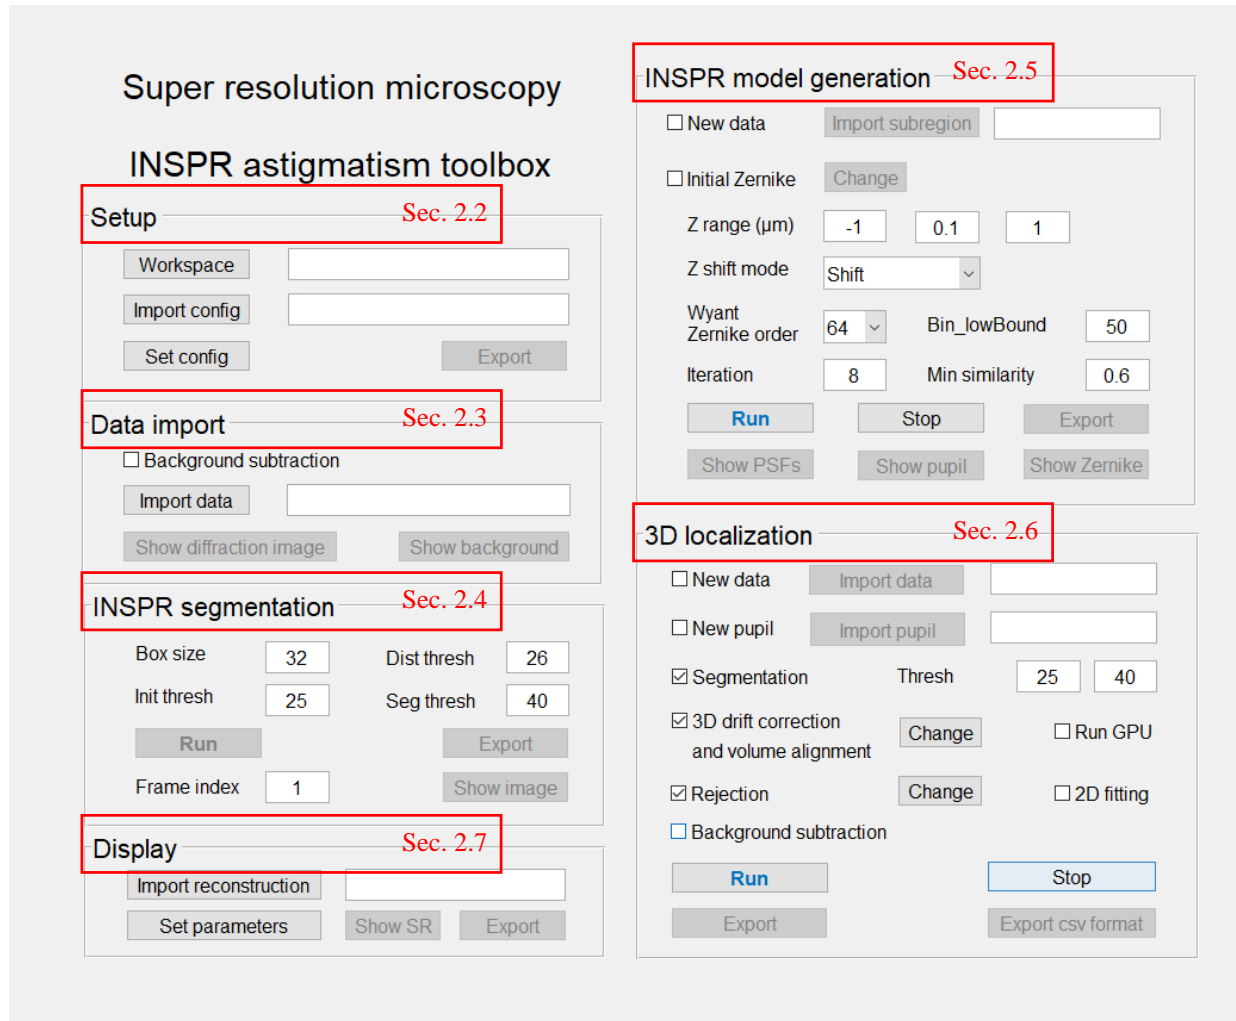 Super resolution microscopy
INSPR astigmatism toolbox
Setup Sec. 2.2
Workspace
Import config
Set config Export
Data import Sec. 2.3
Background subtraction
Import data
Show diffraction image Show background
INSPR segmentation Sec. 2.4
Box size 32 Dist thresh 26
Init thresh 25 Seg thresh 40
Run Export
Frame index 1 Show image
Display Sec. 2.7
Import reconstruction
Set parameters Show SR Export
INSPR model generation Sec. 2.5
New data Import subregion
Initial Zernike Change
Z range (μm) -1 0.1 1
Z shift mode Shift
Wyant
Zernike order 64 Bin_lowBound 50
Iteration 8 Min similarity 0.6
Run Stop Export
Show PSFs Show pupil Show Zernike
3D localization Sec. 2.6
New data Import data
New pupil Import pupil
Segmentation Thresh 25 40
3D drift correction
and volume alignment Change Run GPU
Rejection Change 2D fitting
Background subtraction
Run Stop
Export Export csv format